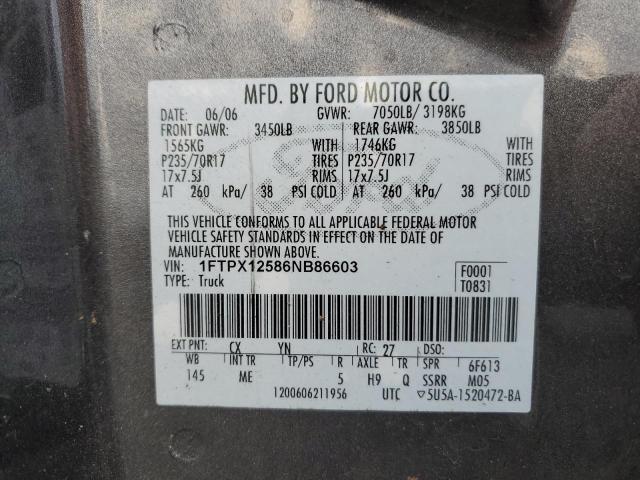 MFD. BY FORD MOTOR CO.
DATE: 06/06 GVWR: 7050LB/ 3198KG
FRONT GAWR: 3450LB REAR GAWR: 3850LB
1565KG WITH 1746KG WITH
P235/70R17 TIRES P235/70R17 TIRES
17x7.5J RIMS 17x7.5J RIMS
AT 260 kPa/ 38 PSI COLD AT 260 kPa/ 38 PSI COLD
Ford
THIS VEHICLE CONFORMS TO ALL APPLICABLE FEDERAL MOTOR
VEHICLE SAFETY STANDARDS IN EFFECT ON THE DATE OF
MANUFACTURE SHOWN ABOVE.
VIN: 1FTPX12586NB86603 F0001
TYPE: Truck T0831
EXT PNT: CX YN RC: 27 DSO:
WB INT TR TP/PS R AXLE TR SPR 6F613
145 ME 5 H9 Q SSRR M05
1200606211956 UTC ▽5U5A-1520472-BA